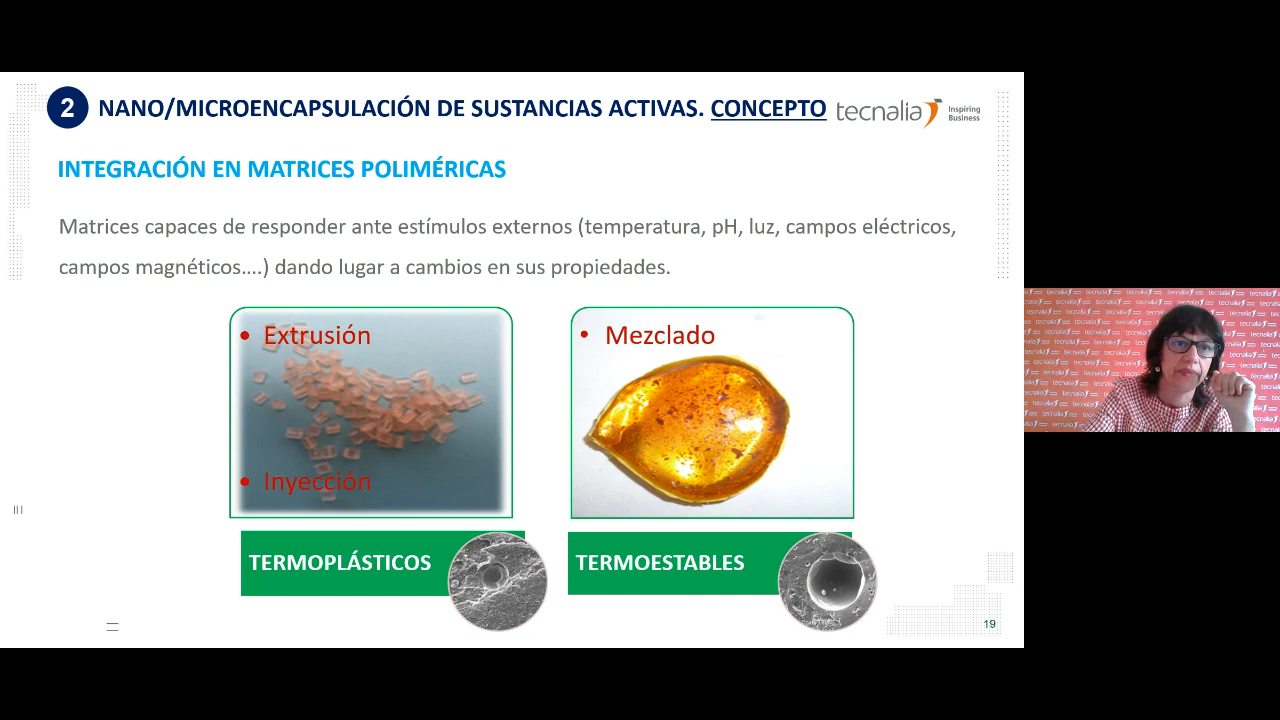 2 NANO/MICROENCAPSULACIÓN DE SUSTANCIAS ACTIVAS. CONCEPTO
tecnalia Inspiring Business
INTEGRACIÓN EN MATRICES POLIMÉRICAS
Matrices capaces de responder ante estímulos externos (temperatura, pH, luz, campos eléctricos,
campos magnéticos....) dando lugar a cambios en sus propiedades.
• Extrusión
• Inyección
• Mezclado
TERMOPLÁSTICOS
TERMOESTABLES
19